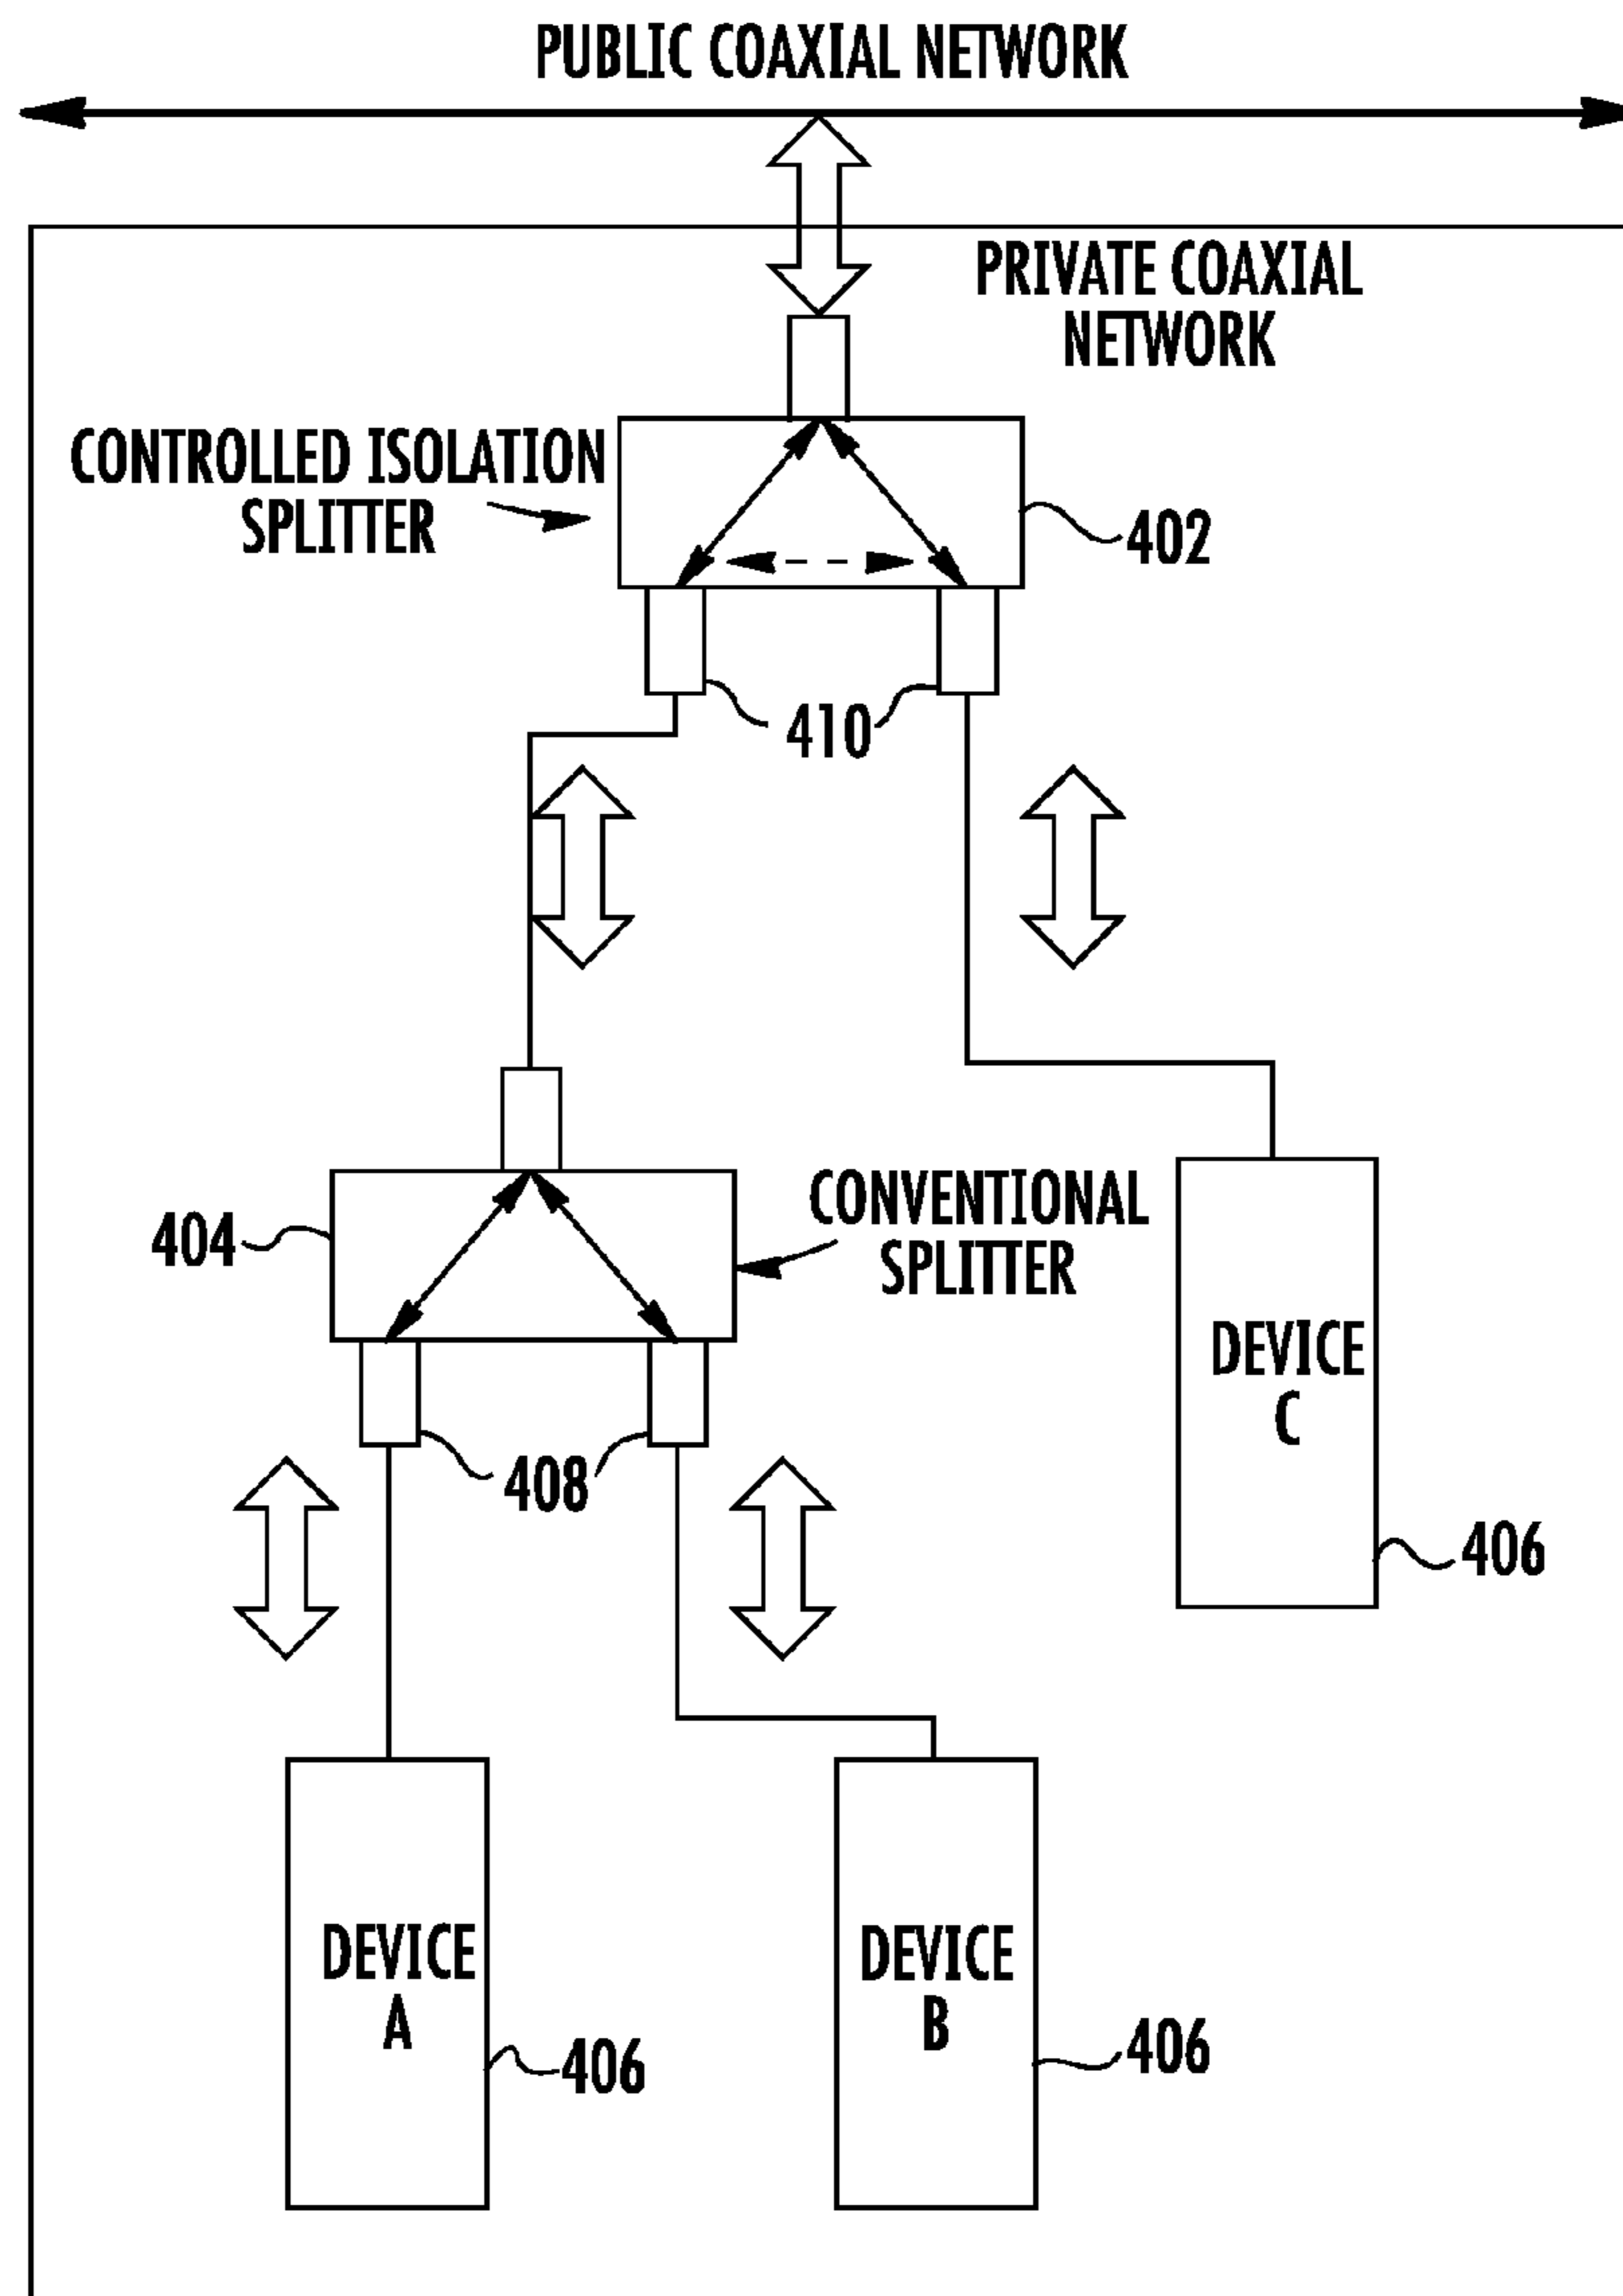 PUBLIC COAXIAL NETWORK
PRIVATE COAXIAL
NETWORK
CONTROLLED ISOLATION
SPLITTER
402
410
404
CONVENTIONAL
SPLITTER
DEVICE
C
408
406
DEVICE
A
406
DEVICE
B
406